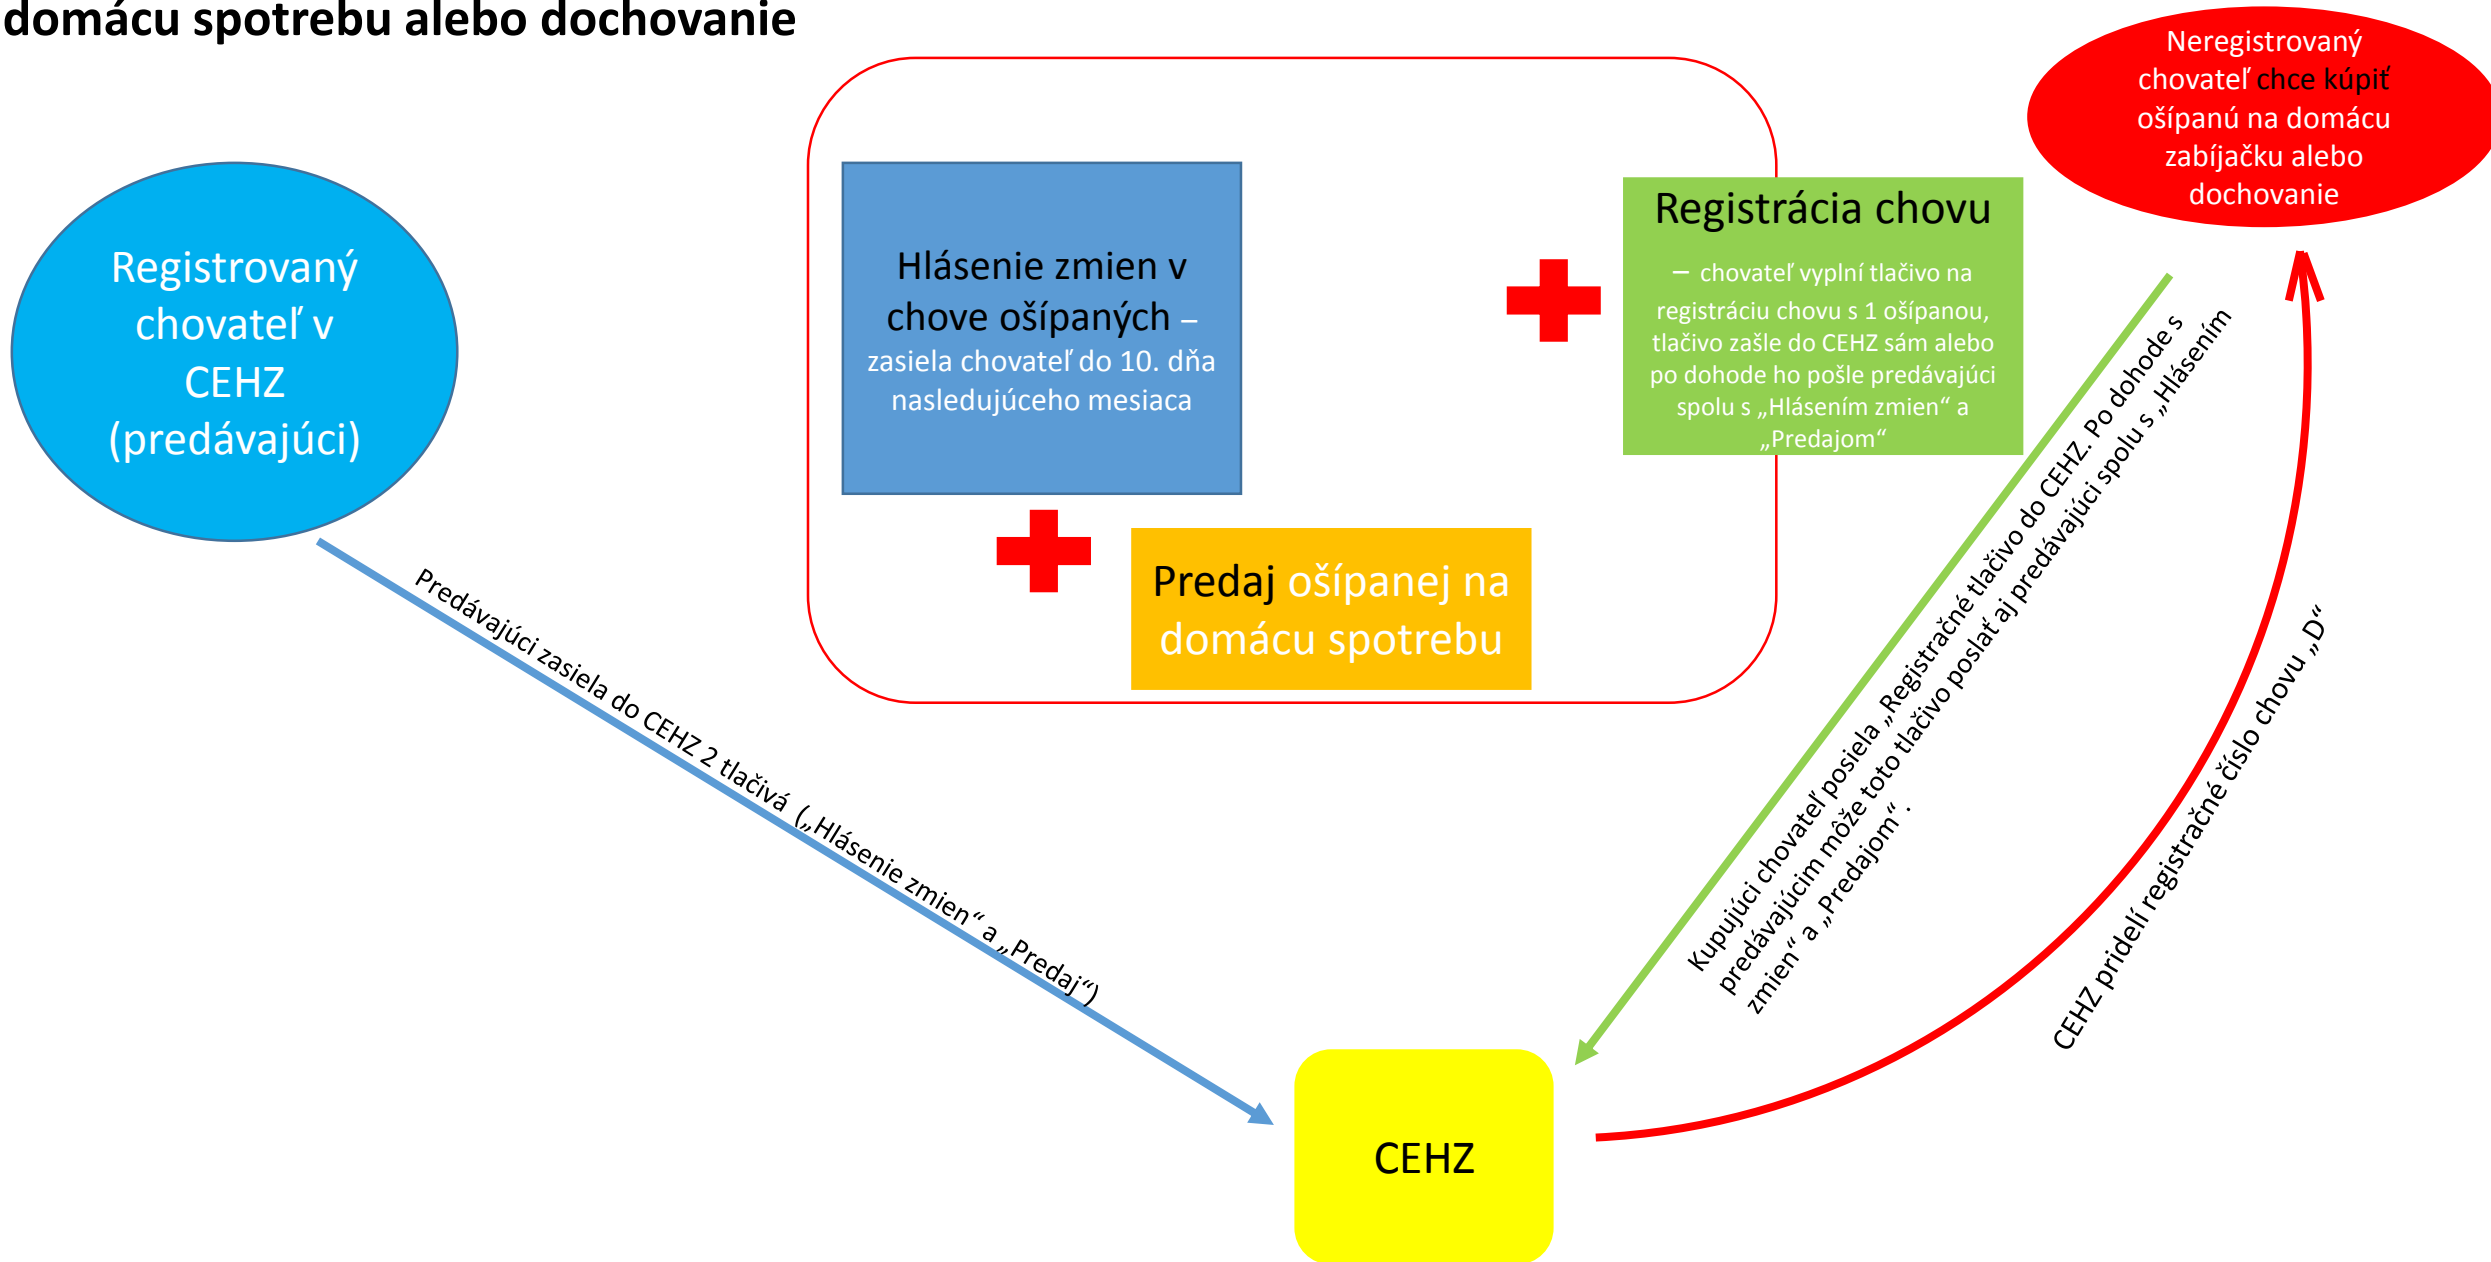 domácu spotrebu alebo dochovanie
Neregistrovaný
chovateľ chce kúpiť
ošípanú na domácu
zabíjačku alebo
dochovanie
Registrovaný
chovateľ v
CEHZ
(predávajúci)
Hlásenie zmien v
chove ošípaných –
zasiela chovateľ do 10. dňa
nasledujúceho mesiaca
Registrácia chovu
– chovateľ vyplní tlačivo na
registráciu chovu s 1 ošípanou,
tlačivo zašle do CEHZ sám alebo
po dohode ho pošle predávajúci
spolu s „Hlásením zmien“ a
„Predajom“
Predaj ošípanej na
domácu spotrebu
Predávajúci zasiela do CEHZ 2 tlačivá („Hlásenie zmien“ a „Predaj“)
Kupujúci chovateľ posiela „Registračné tlačivo do CEHZ. Po dohode s
predávajúcim môže toto tlačivo poslať aj predávajúci spolu s „Hlásením
zmien“ a „Predajom“ .
CEHZ pridelí registračné číslo chovu „D“
CEHZ